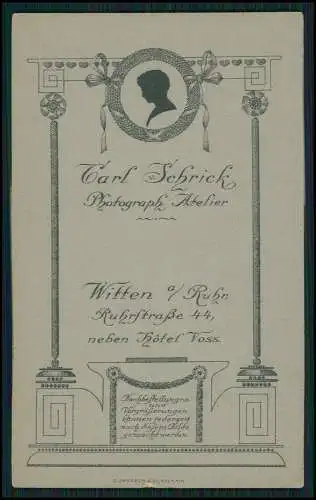 Carl Schrick,
Photograph, Atelier
Witten a/ Ruhr.
Ruhrstraße 44,
neben Hôtel Voss.
Nachbestellungen
und
Vergrößerungen
können jederzeit
nach diesem Bilde
gemacht werden.